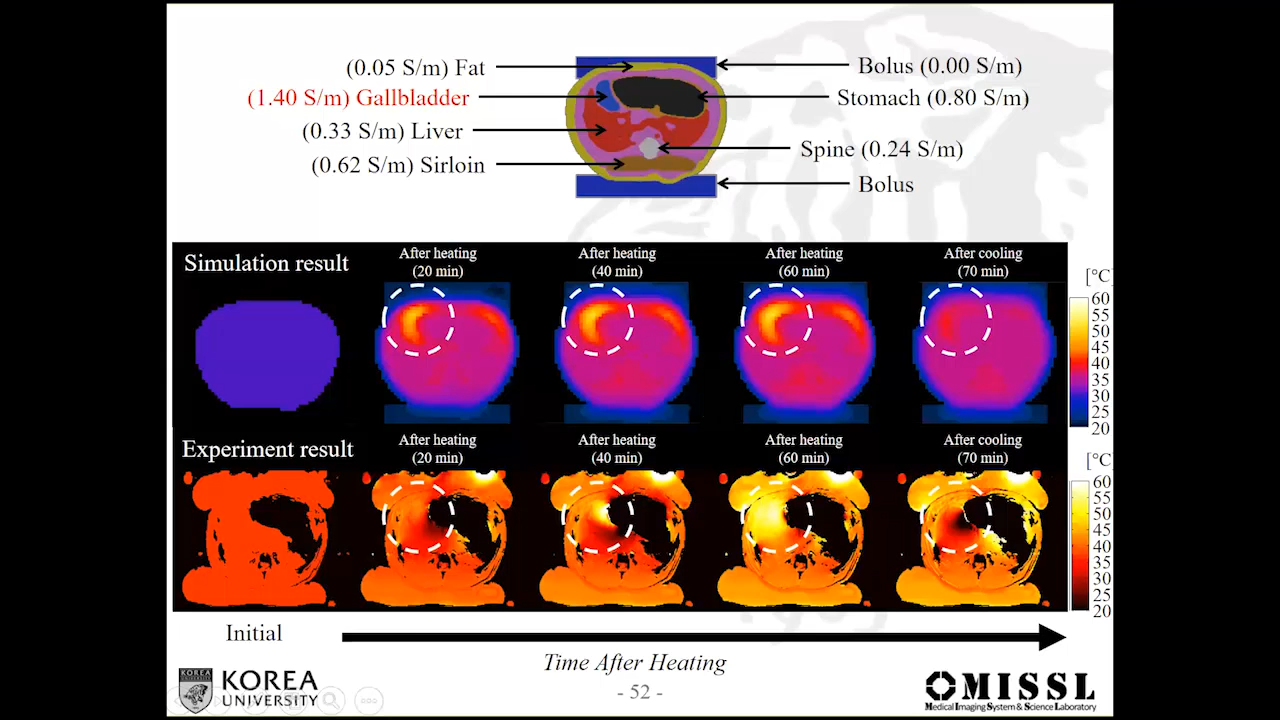 (0.05 S/m) Fat
Bolus (0.00 S/m)
(1.40 S/m) Gallbladder
Stomach (0.80 S/m)
(0.33 S/m) Liver
Spine (0.24 S/m)
(0.62 S/m) Sirloin
Bolus
Simulation result
After heating
(20 min)
After heating
(40 min)
After heating
(60 min)
After cooling
(70 min)
[°C
60
55
50
45
40
35
30
25
20
Experiment result
After heating
(20 min)
After heating
(40 min)
After heating
(60 min)
After cooling
(70 min)
[°C
60
55
50
45
40
35
30
25
20
Initial
Time After Heating
KOREA
UNIVERSITY
KOREA
- 52 -
MISSL
Medical Imaging System & Science Laboratory